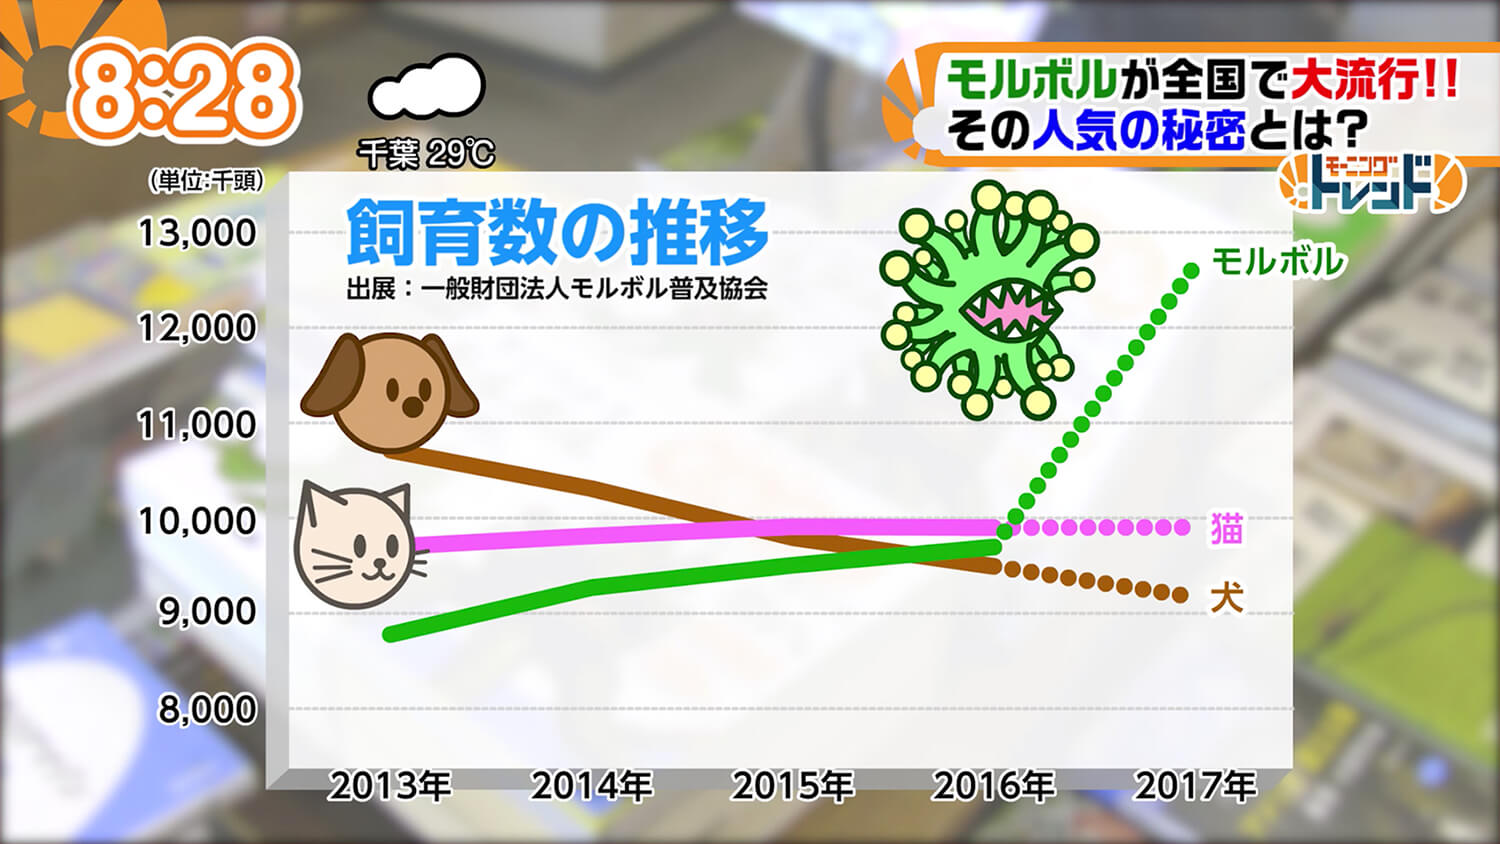 8:28
千葉 29℃
モルボルが全国で大流行!!
その人気の秘密とは？
モーニング
トレンド
(単位:千頭)
飼育数の推移
出展：一般財団法人モルボル普及協会
13,000
12,000
11,000
10,000
9,000
8,000
モルボル
猫
犬
2013年 2014年 2015年 2016年 2017年